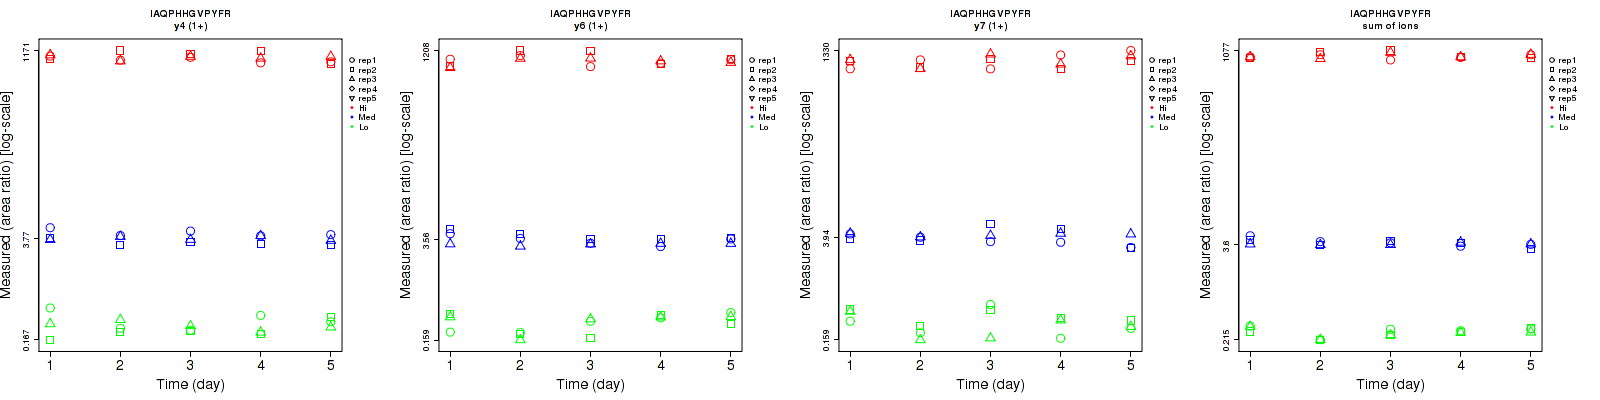 IAQPHHGVPYFR
y4 (1+)
Measured (area ratio) [log-scale]
1171
3.77
0.167
1 2 3 4 5
Time (day)
rep1
rep2
rep3
rep4
rep5
Hi
Med
Lo
IAQPHHGVPYFR
y6 (1+)
Measured (area ratio) [log-scale]
1208
3.56
0.159
1 2 3 4 5
Time (day)
rep1
rep2
rep3
rep4
rep5
Hi
Med
Lo
IAQPHHGVPYFR
y7 (1+)
Measured (area ratio) [log-scale]
1330
3.94
0.159
1 2 3 4 5
Time (day)
rep1
rep2
rep3
rep4
rep5
Hi
Med
Lo
IAQPHHGVPYFR
sum of ions
Measured (area ratio) [log-scale]
1077
3.6
0.215
1 2 3 4 5
Time (day)
rep1
rep2
rep3
rep4
rep5
Hi
Med
Lo